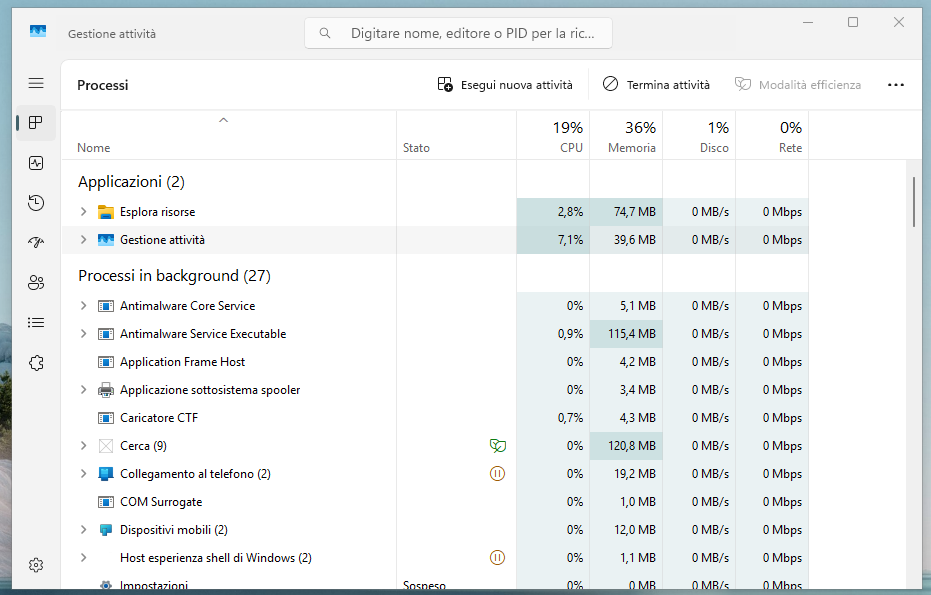 Gestione attività
Digitare nome, editore o PID per la ric...
Processi
Esegui nuova attività
Termina attività
Modalità efficienza
19% 36% 1% 0%
Nome Stato CPU Memoria Disco Rete
Applicazioni (2)
Esplora risorse 2,8% 74,7 MB 0 MB/s 0 Mbps
Gestione attività 7,1% 39,6 MB 0 MB/s 0 Mbps
Processi in background (27)
Antimalware Core Service 0% 5,1 MB 0 MB/s 0 Mbps
Antimalware Service Executable 0,9% 115,4 MB 0 MB/s 0 Mbps
Application Frame Host 0% 4,2 MB 0 MB/s 0 Mbps
Applicazione sottosistema spooler 0% 3,4 MB 0 MB/s 0 Mbps
Caricatore CTF 0,7% 4,3 MB 0 MB/s 0 Mbps
Cerca (9) 0% 120,8 MB 0 MB/s 0 Mbps
Collegamento al telefono (2) 0% 19,2 MB 0 MB/s 0 Mbps
COM Surrogate 0% 1,0 MB 0 MB/s 0 Mbps
Dispositivi mobili (2) 0% 12,0 MB 0 MB/s 0 Mbps
Host esperienza shell di Windows (2) 0% 1,1 MB 0 MB/s 0 Mbps
Impostazioni Sospeso 0% 0 MB 0 MB/s 0 Mbps